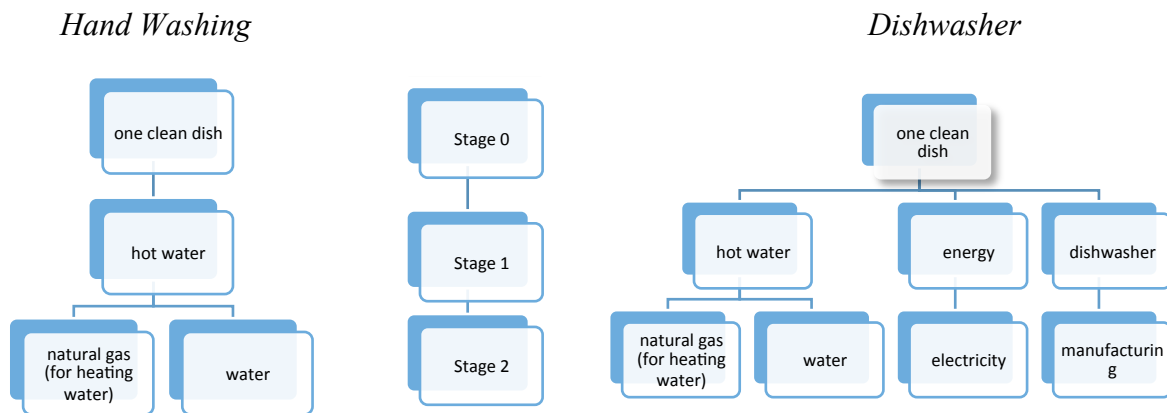 Hand Washing
Dishwasher
one clean dish
hot water
natural gas
(for heating
water)
water
Stage 0
Stage 1
Stage 2
one clean
dish
hot water
energy
dishwasher
natural gas
(for heating
water)
water
electricity
manufacturin
g